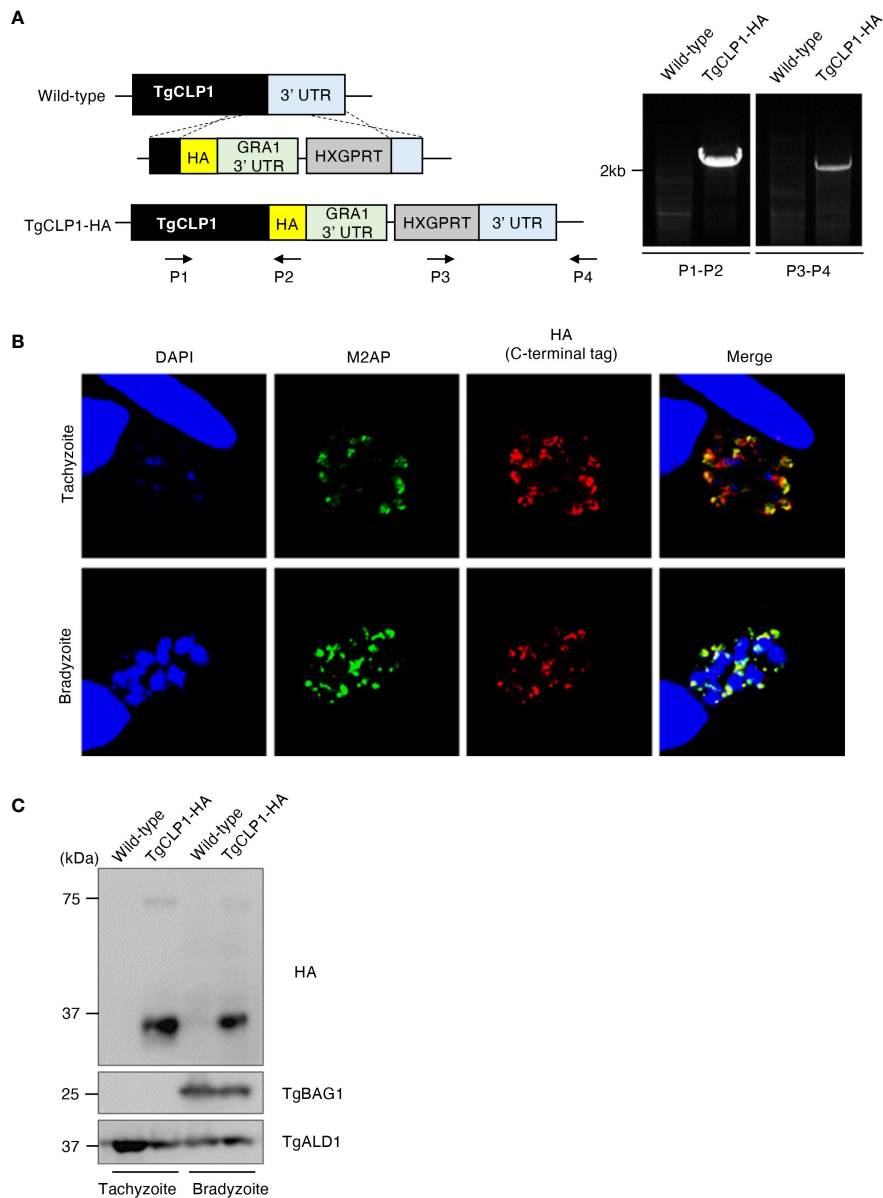 A
Wild-type
TgCLP1
3’ UTR
HA
GRA1
3’ UTR
HXGPRT
TgCLP1-HA
TgCLP1
HA
GRA1
3’ UTR
HXGPRT
3’ UTR
P1
P2
P3
P4
Wild-type
TgCLP1-HA
Wild-type
TgCLP1-HA
2kb
P1-P2
P3-P4
B
DAPI
M2AP
HA
(C-terminal tag)
Merge
Tachyzoite
Bradyzoite
C
Wild-type
TgCLP1-HA
Wild-type
TgCLP1-HA
(kDa)
75
HA
37
25
TgBAG1
37
TgALD1
Tachyzoite
Bradyzoite